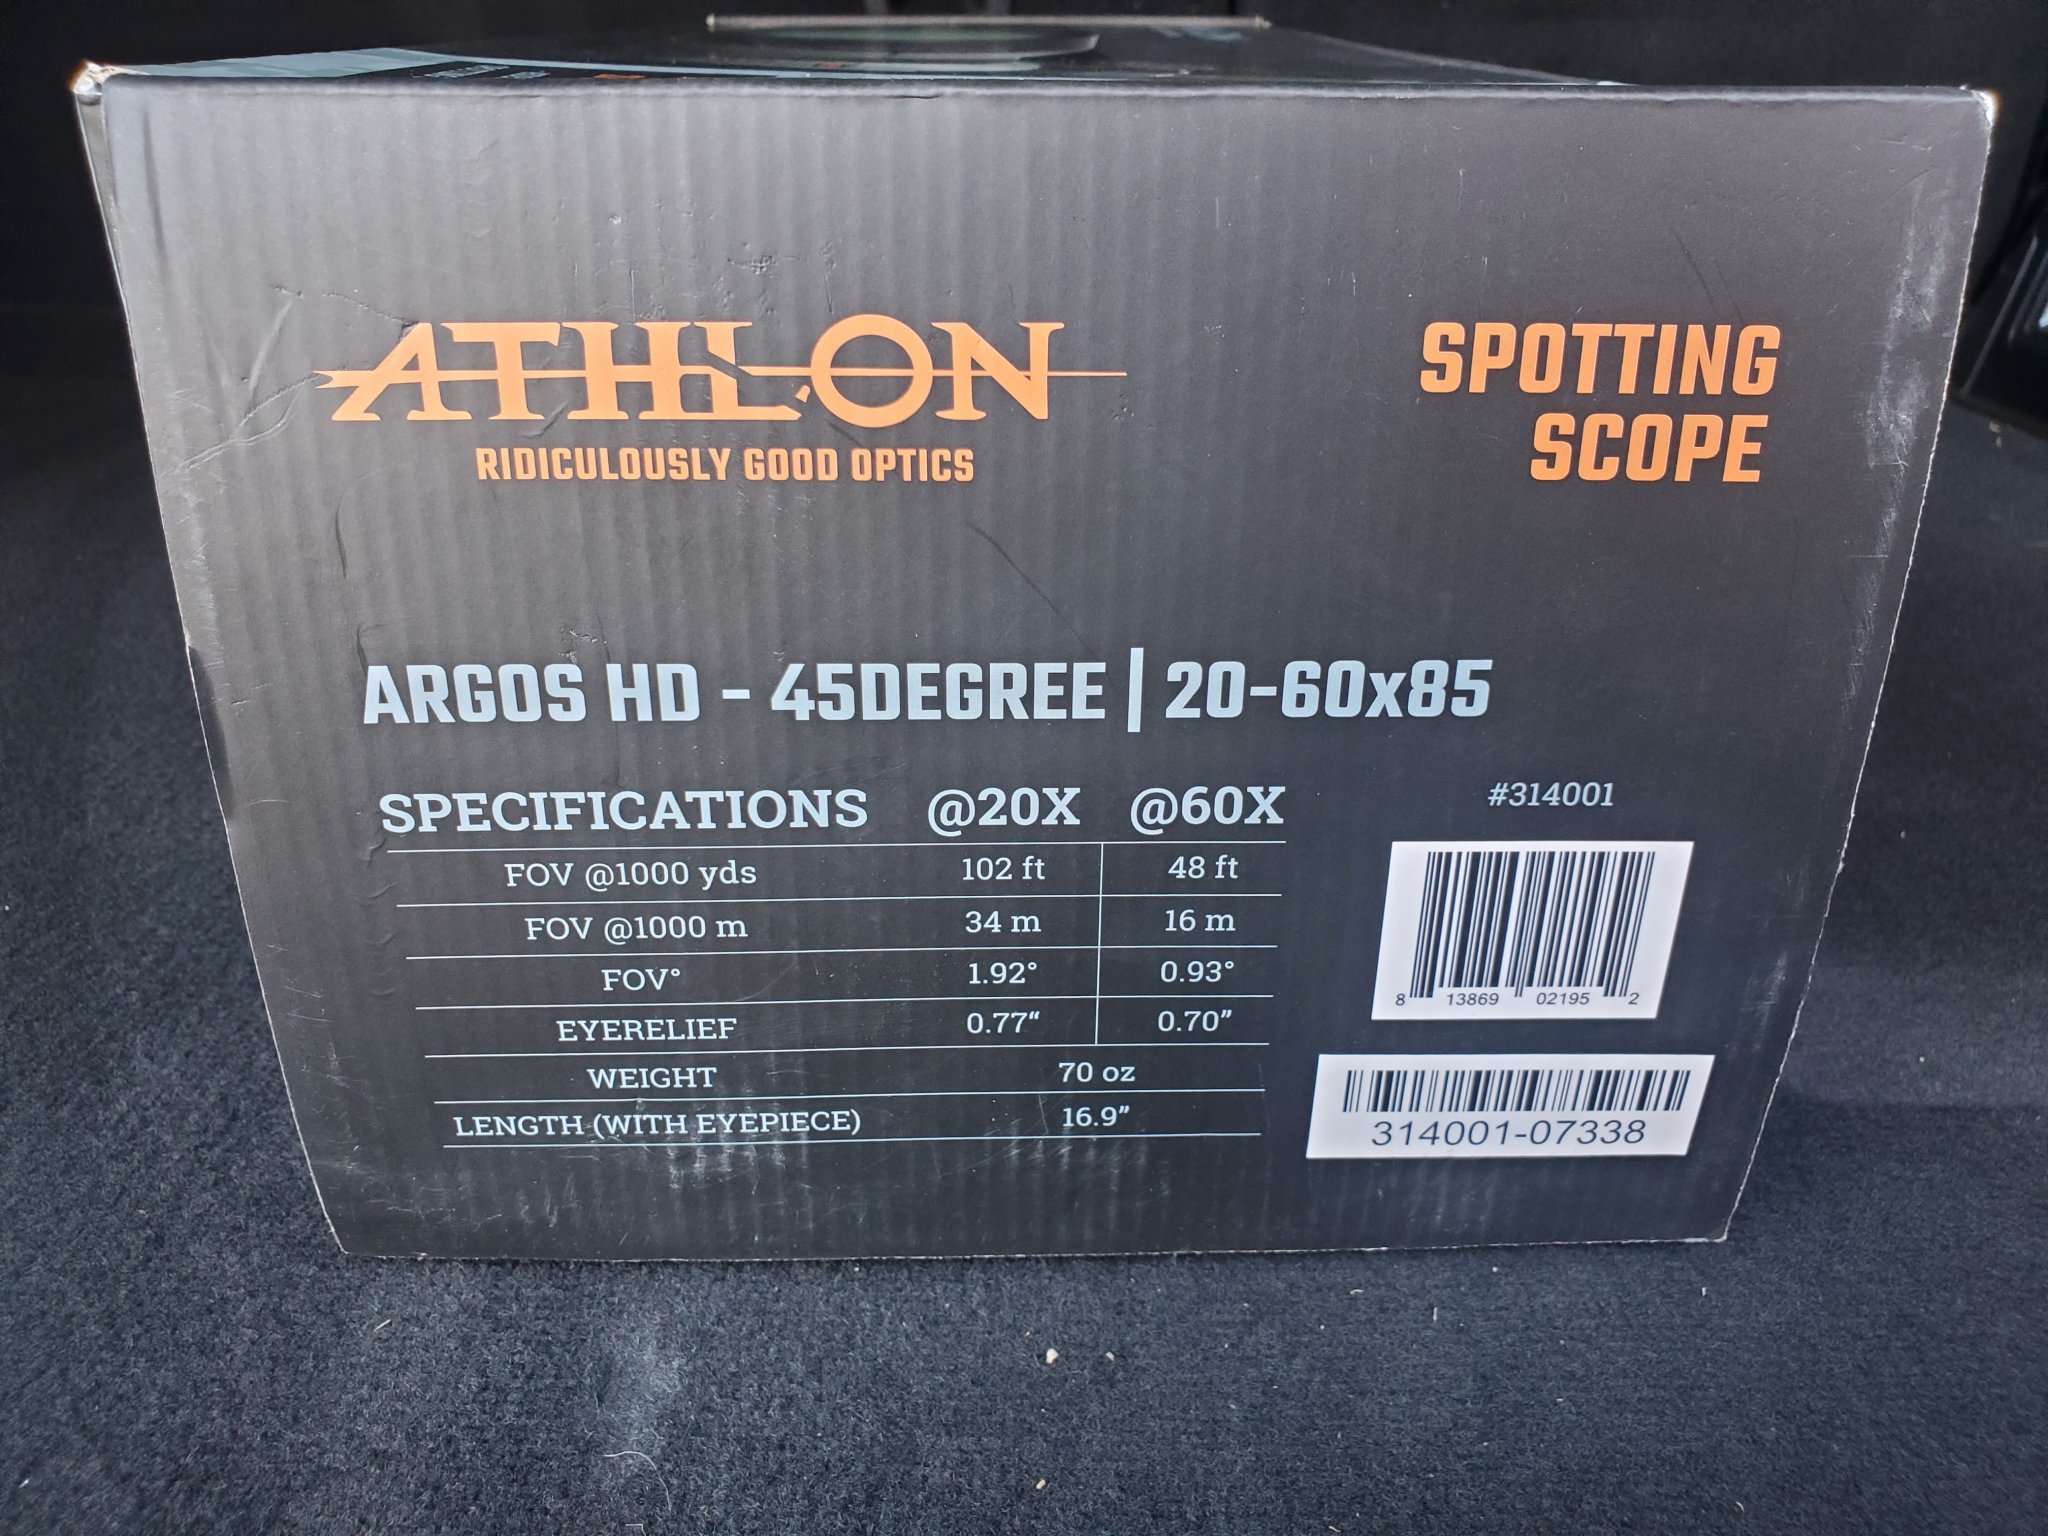 ATHLON
RIDICULOUSLY GOOD OPTICS
SPOTTING
SCOPE
ARGOS HD - 45DEGREE | 20-60x85
SPECIFICATIONS @20X @60X
FOV @1000 yds 102 ft 48 ft
FOV @1000 m 34 m 16 m
FOV° 1.92° 0.93°
EYERELIEF 0.77“ 0.70”
WEIGHT 70 oz
LENGTH (WITH EYEPIECE) 16.9”
#314001
8 13869 02195 2
314001-07338